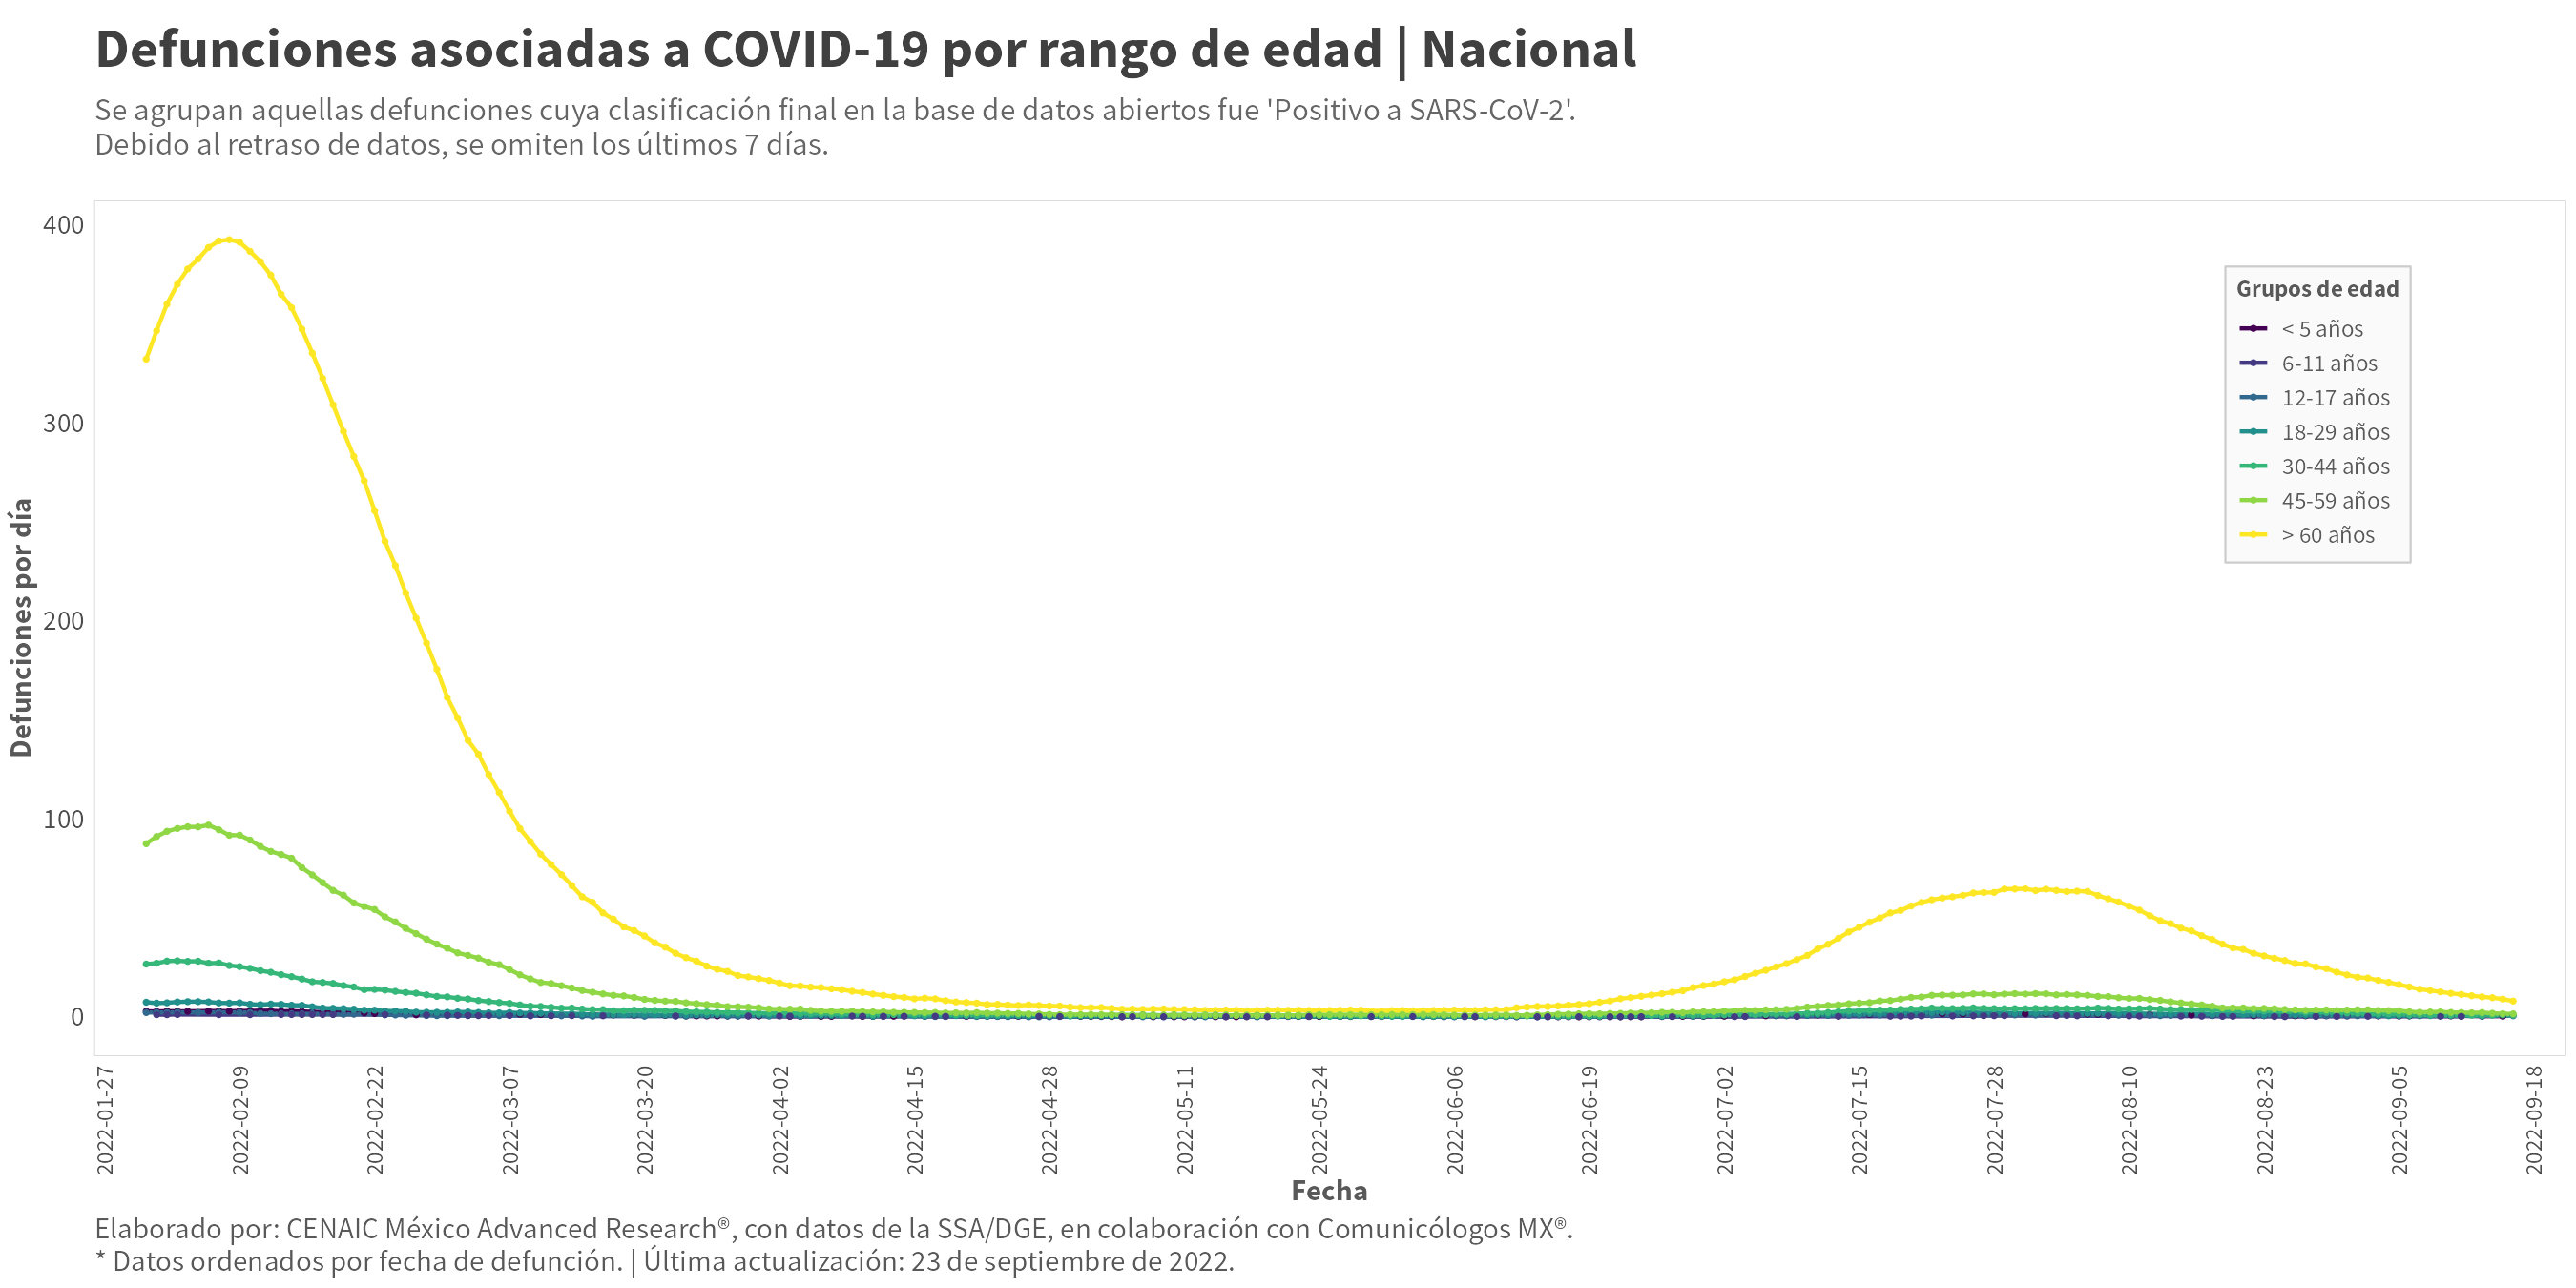 Defunciones asociadas a COVID-19 por rango de edad | Nacional
Se agrupan aquellas defunciones cuya clasificación final en la base de datos abiertos fue 'Positivo a SARS-CoV-2'.
Debido al retraso de datos, se omiten los últimos 7 días.
Defunciones por día
400
300
200
100
0
Grupos de edad
< 5 años
6-11 años
12-17 años
18-29 años
30-44 años
45-59 años
> 60 años
2022-01-27
2022-02-09
2022-02-22
2022-03-07
2022-03-20
2022-04-02
2022-04-15
2022-04-28
2022-05-11
2022-05-24
2022-06-06
2022-06-19
2022-07-02
2022-07-15
2022-07-28
2022-08-10
2022-08-23
2022-09-05
2022-09-18
Fecha
Elaborado por: CENAIC México Advanced Research®, con datos de la SSA/DGE, en colaboración con Comunicólogos MX®.
* Datos ordenados por fecha de defunción. | Última actualización: 23 de septiembre de 2022.